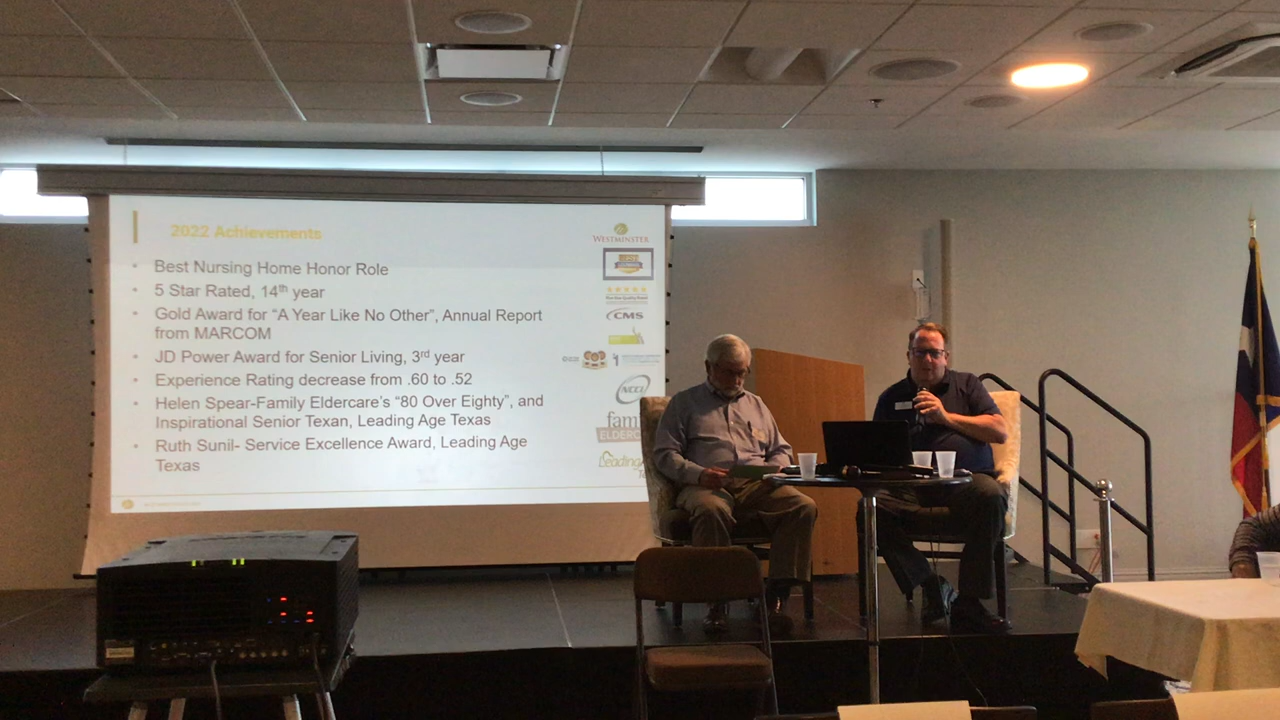 2022 Achievements
WESTMINSTER
• Best Nursing Home Honor Role
BEST
• 5 Star Rated, 14th year
• Gold Award for “A Year Like No Other”, Annual Report
from MARCOM
CMS
• JD Power Award for Senior Living, 3rd year
• Experience Rating decrease from .60 to .52
NCCI
• Helen Spear-Family Eldercare’s “80 Over Eighty”, and
Inspirational Senior Texan, Leading Age Texas
• Ruth Sunil- Service Excellence Award, Leading Age
Texas